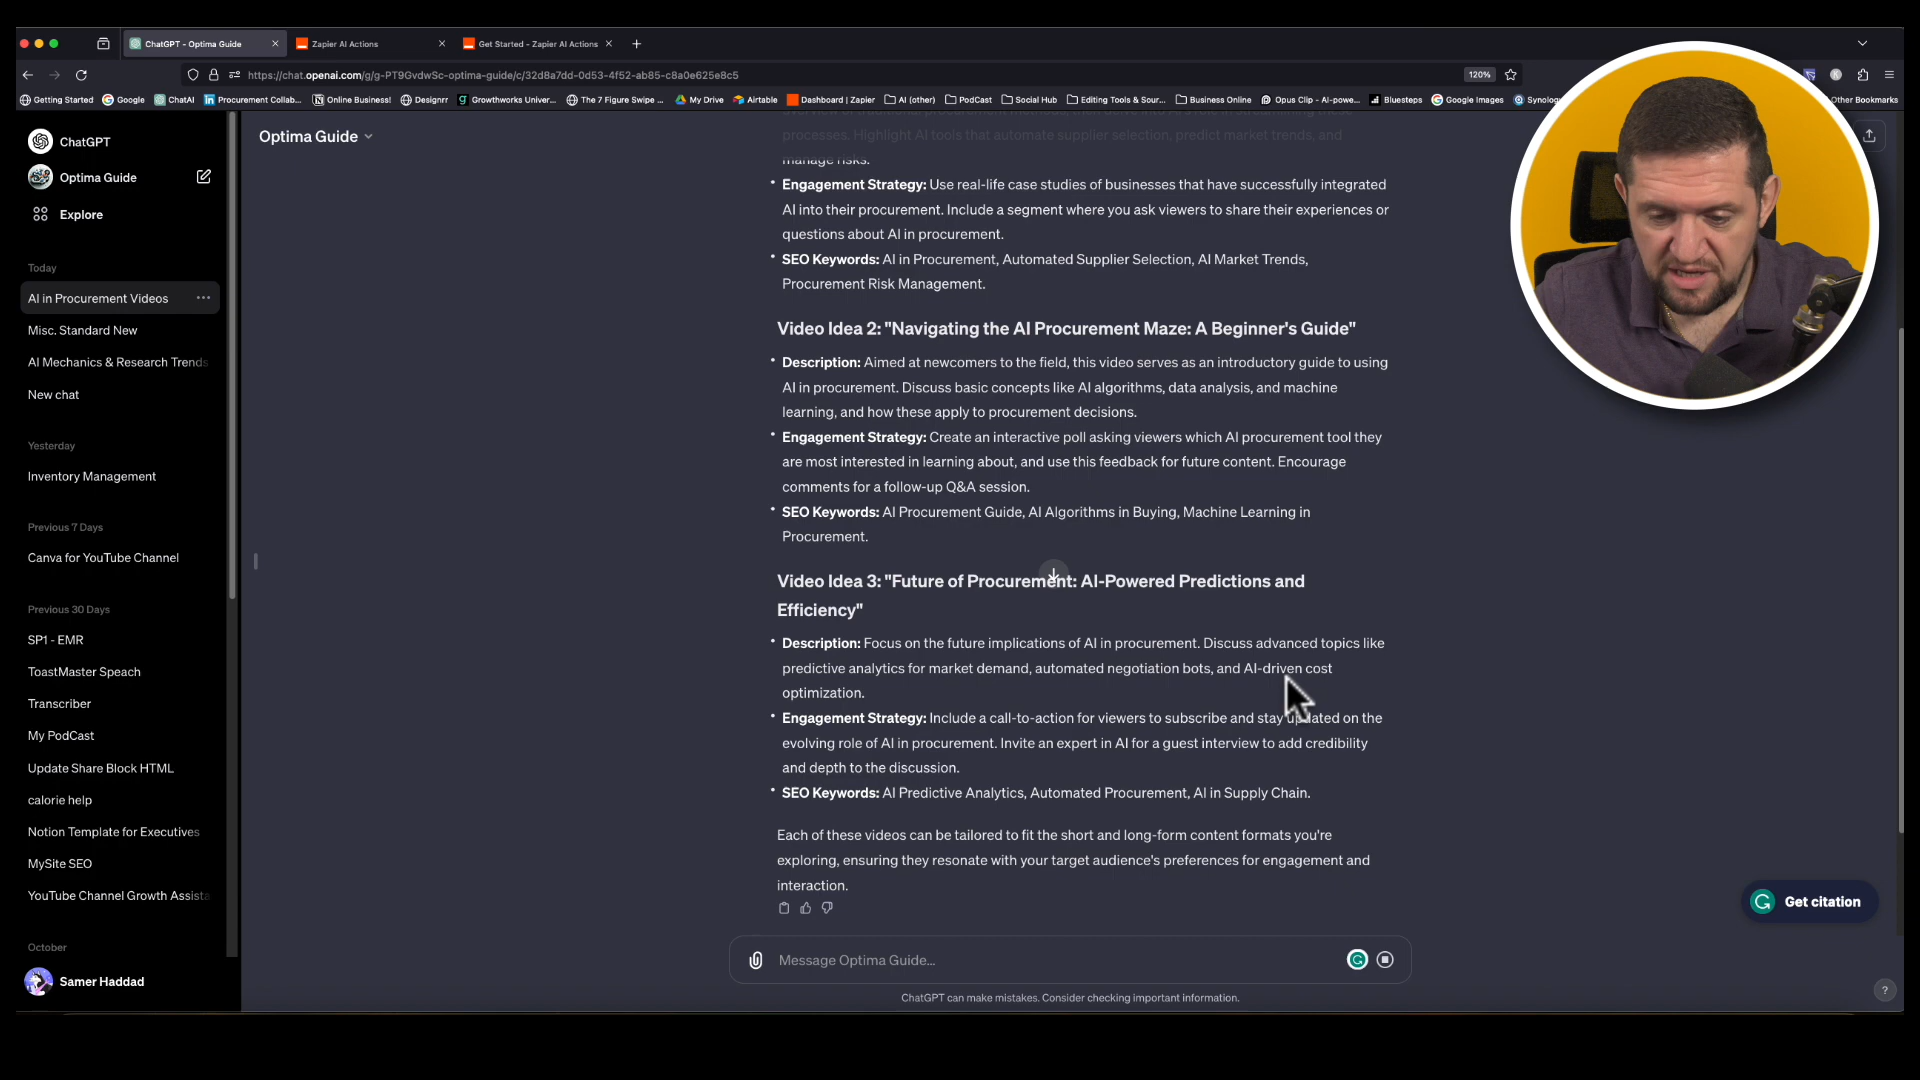 ChatGPT - Optima Guide
Zapier AI Actions
Get Started - Zapier AI Actions
https://chat.openai.com/g/g-PT9GvdwSc-optima-guide/c/32d8a7dd-0d53-4f52-ab85-c8a0e625e8c5
120%
Getting Started
Google
ChatAI
Procurement Collab...
Online Business!
Designrr
Growthworks Univer...
The 7 Figure Swipe ...
My Drive
Airtable
Dashboard | Zapier
AI (other)
PodCast
Social Hub
Editing Tools & Sour...
Business Online
Opus Clip - AI-powe...
Bluesteps
Google Images
Synolo
Other Bookmarks
ChatGPT
Optima Guide
Explore
Today
AI in Procurement Videos
Misc. Standard New
AI Mechanics & Research Trends
New chat
Yesterday
Inventory Management
Previous 7 Days
Canva for YouTube Channel
Previous 30 Days
SP1 - EMR
ToastMaster Speach
Transcriber
My PodCast
Update Share Block HTML
calorie help
Notion Template for Executives
MySite SEO
YouTube Channel Growth Assista
October
Samer Haddad
Optima Guide
processes. Highlight AI tools that automate supplier selection, predict market trends, and
manage risks.
• Engagement Strategy: Use real-life case studies of businesses that have successfully integrated
AI into their procurement. Include a segment where you ask viewers to share their experiences or
questions about AI in procurement.
• SEO Keywords: AI in Procurement, Automated Supplier Selection, AI Market Trends,
Procurement Risk Management.
Video Idea 2: "Navigating the AI Procurement Maze: A Beginner's Guide"
• Description: Aimed at newcomers to the field, this video serves as an introductory guide to using
AI in procurement. Discuss basic concepts like AI algorithms, data analysis, and machine
learning, and how these apply to procurement decisions.
• Engagement Strategy: Create an interactive poll asking viewers which AI procurement tool they
are most interested in learning about, and use this feedback for future content. Encourage
comments for a follow-up Q&A session.
• SEO Keywords: AI Procurement Guide, AI Algorithms in Buying, Machine Learning in
Procurement.
Video Idea 3: "Future of Procurement: AI-Powered Predictions and
Efficiency"
• Description: Focus on the future implications of AI in procurement. Discuss advanced topics like
predictive analytics for market demand, automated negotiation bots, and AI-driven cost
optimization.
• Engagement Strategy: Include a call-to-action for viewers to subscribe and stay updated on the
evolving role of AI in procurement. Invite an expert in AI for a guest interview to add credibility
and depth to the discussion.
• SEO Keywords: AI Predictive Analytics, Automated Procurement, AI in Supply Chain.
Each of these videos can be tailored to fit the short and long-form content formats you're
exploring, ensuring they resonate with your target audience's preferences for engagement and
interaction.
Get citation
Message Optima Guide...
ChatGPT can make mistakes. Consider checking important information.
?